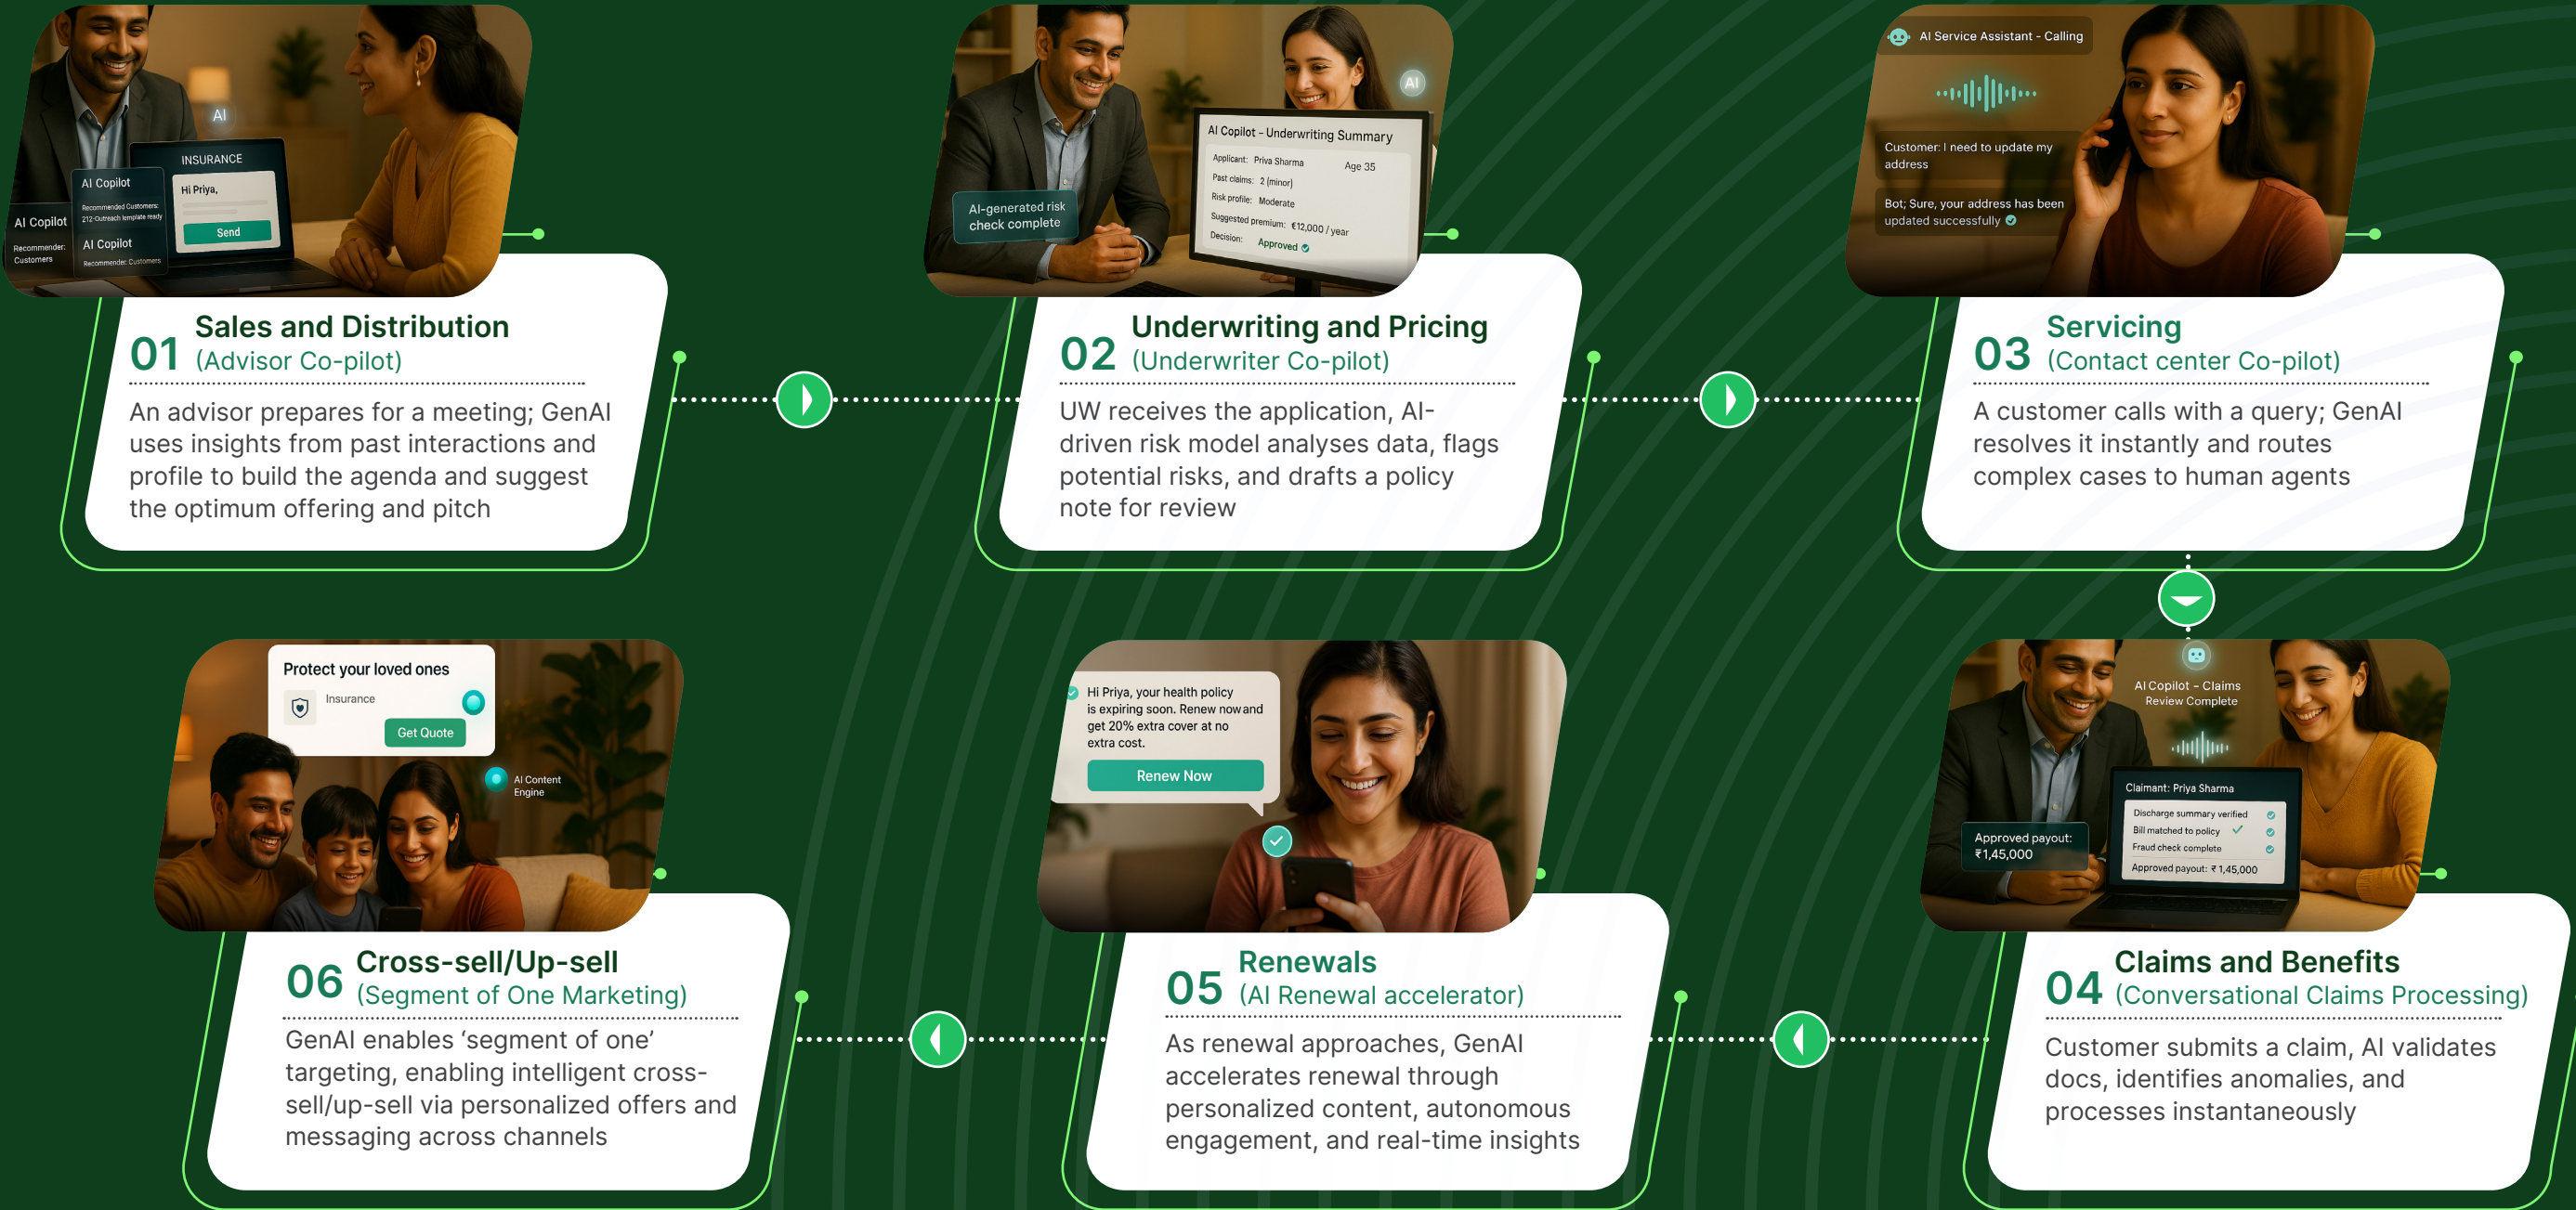 AI
INSURANCE
Hi Priya,
Send
AI Copilot
Recommended Customers:
212-Outreach template ready
AI Copilot
Recommender: Customers
AI Copilot
Recommender:
Customers
01
Sales and Distribution
(Advisor Co-pilot)
An advisor prepares for a meeting; GenAI
uses insights from past interactions and
profile to build the agenda and suggest
the optimum offering and pitch
AI
AI Copilot – Underwriting Summary
Applicant: Priva Sharma Age 35
Past claims: 2 (minor)
Risk profile: Moderate
Suggested premium: €12,000 / year
Decision: Approved
AI-generated risk
check complete
02
Underwriting and Pricing
(Underwriter Co-pilot)
UW receives the application, AI-
driven risk model analyses data, flags
potential risks, and drafts a policy
note for review
AI Service Assistant - Calling
Customer: I need to update my
address
Bot; Sure, your address has been
updated successfully
03
Servicing
(Contact center Co-pilot)
A customer calls with a query; GenAI
resolves it instantly and routes
complex cases to human agents
AI Copilot – Claims
Review Complete
Claimant: Priya Sharma
Discharge summary verified
Bill matched to policy
Fraud check complete
Approved payout: ₹ 1,45,000
Approved payout:
₹1,45,000
04
Claims and Benefits
(Conversational Claims Processing)
Customer submits a claim, AI validates
docs, identifies anomalies, and
processes instantaneously
Hi Priya, your health policy
is expiring soon. Renew now and
get 20% extra cover at no
extra cost.
Renew Now
05
Renewals
(AI Renewal accelerator)
As renewal approaches, GenAI
accelerates renewal through
personalized content, autonomous
engagement, and real-time insights
Protect your loved ones
Insurance
Get Quote
AI Content
Engine
06
Cross-sell/Up-sell
(Segment of One Marketing)
GenAI enables ‘segment of one’
targeting, enabling intelligent cross-
sell/up-sell via personalized offers and
messaging across channels